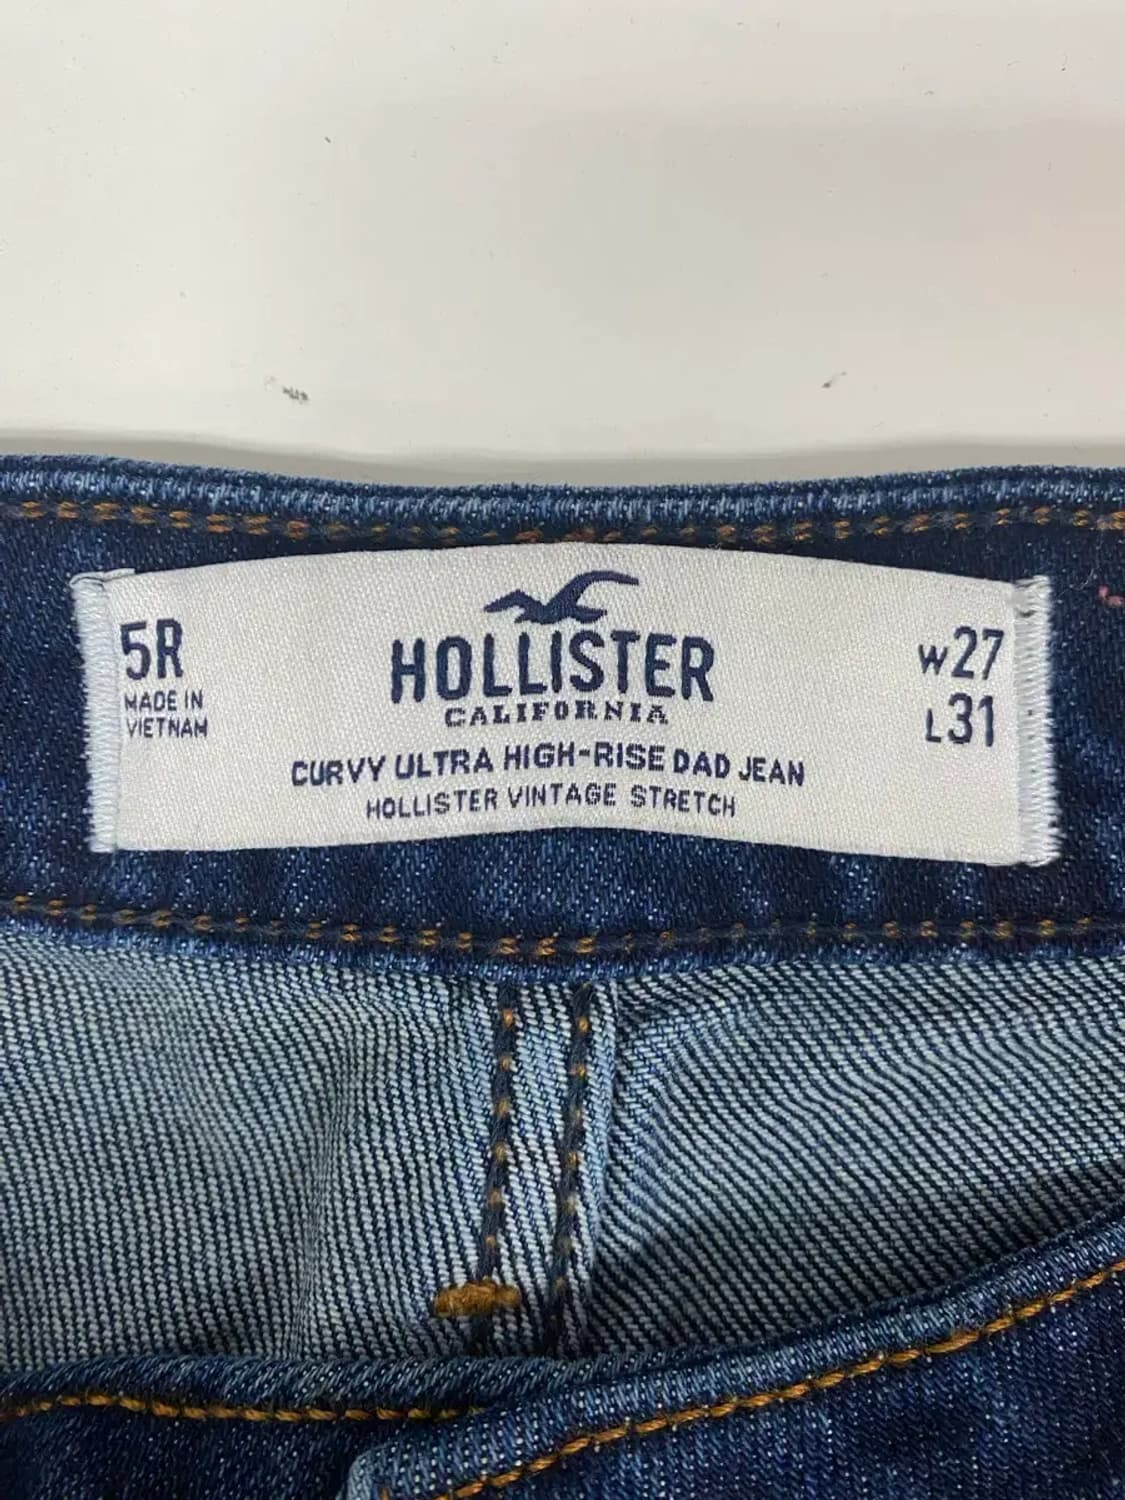 5R
MADE IN
VIETNAM
HOLLISTER
CALIFORNIA
CURVY ULTRA HIGH-RISE DAD JEAN
HOLLISTER VINTAGE STRETCH
W27
L31